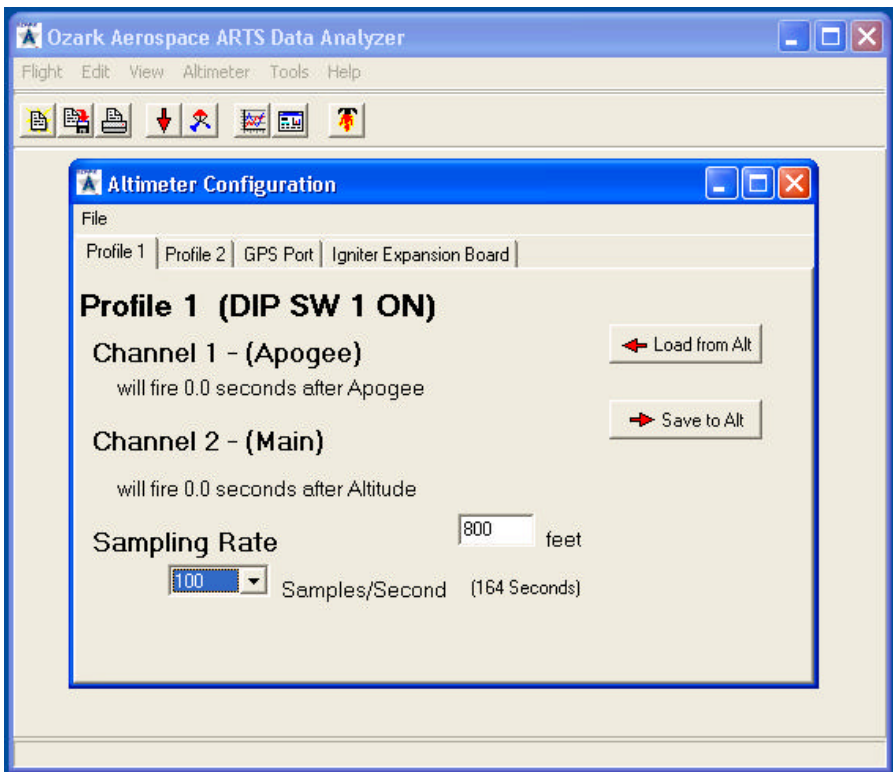 Ozark Aerospace ARTS Data Analyzer
Flight Edit View Altimeter Tools Help
Altimeter Configuration
File
Profile 1 Profile 2 GPS Port Igniter Expansion Board
Profile 1 (DIP SW 1 ON)
Load from Alt
Channel 1 - (Apogee)
will fire 0.0 seconds after Apogee
Save to Alt
Channel 2 - (Main)
will fire 0.0 seconds after Altitude
800 feet
Sampling Rate
100 Samples/Second (164 Seconds)